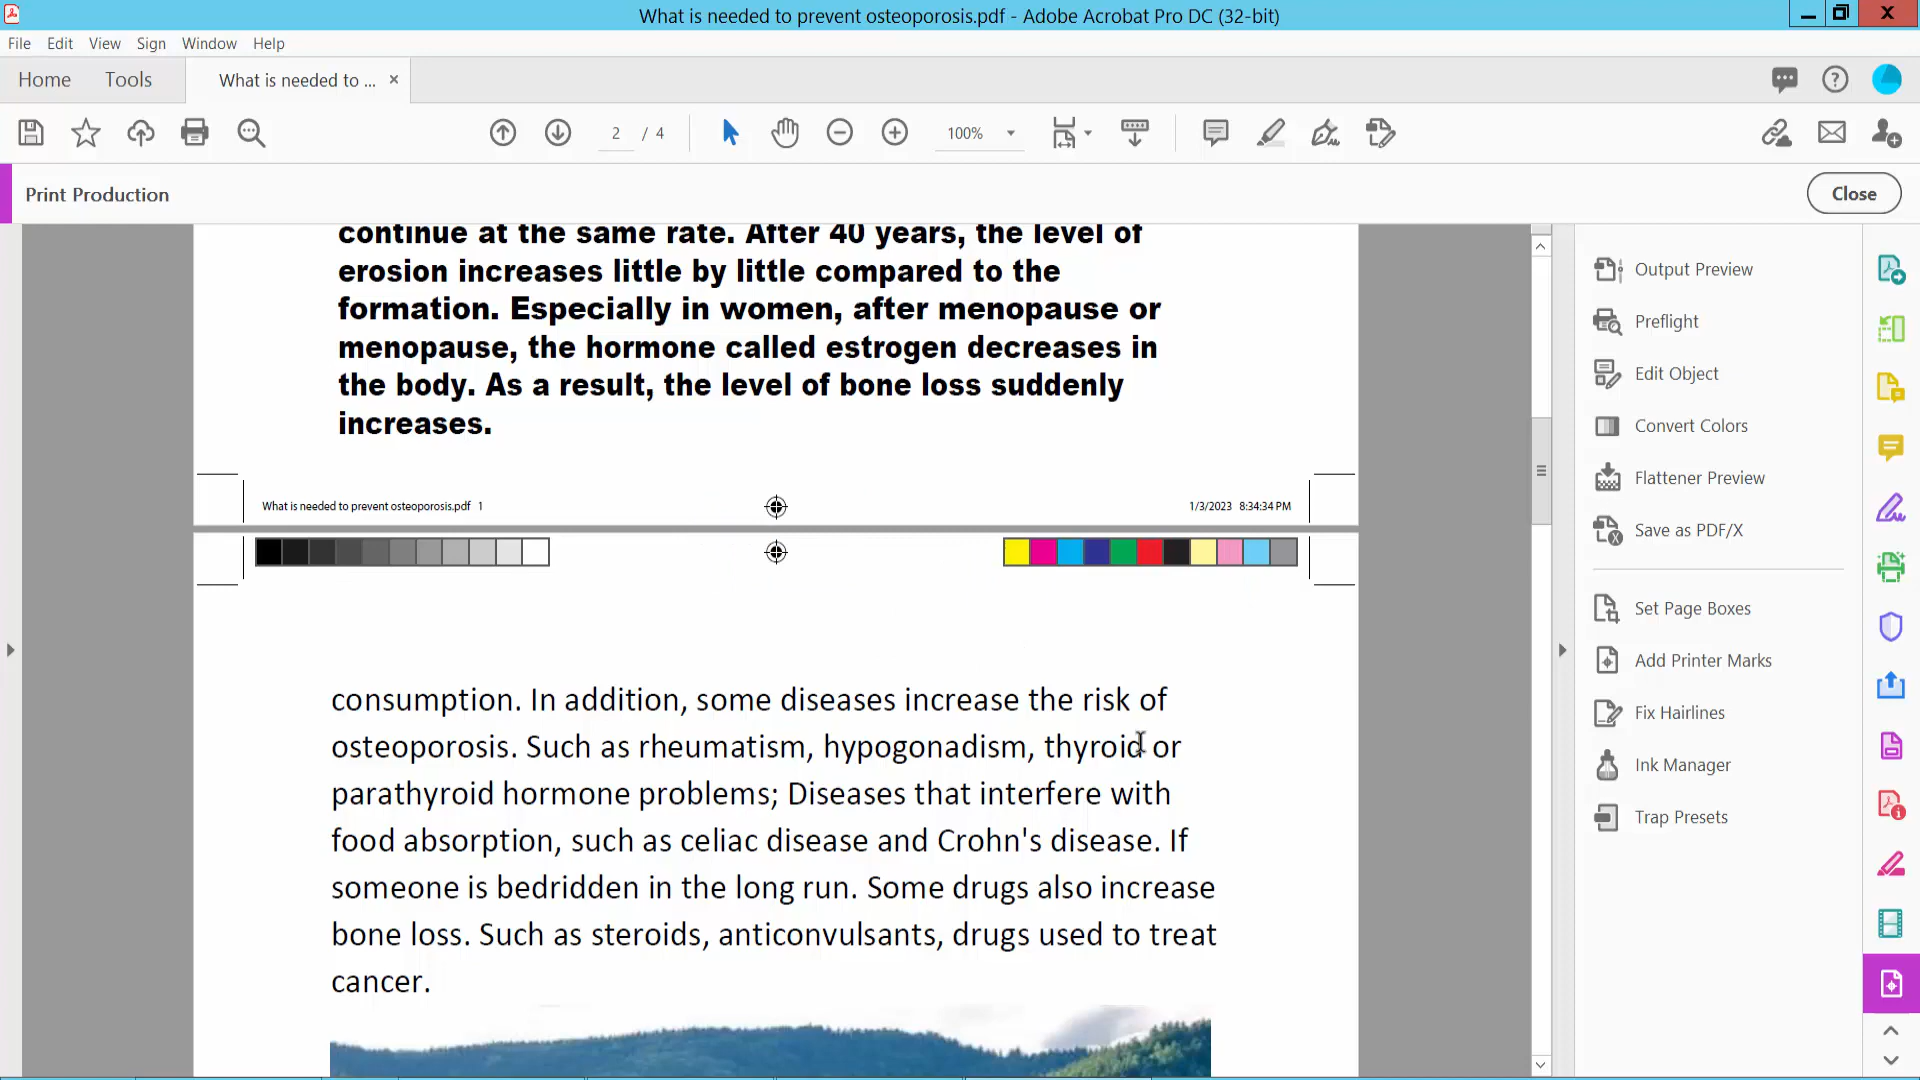 What is needed to prevent osteoporosis.pdf - Adobe Acrobat Pro DC (32-bit)
File Edit View Sign Window Help
Home Tools What is needed to ... ×
2 / 4 100%
Print Production Close
continue at the same rate. After 40 years, the level of
erosion increases little by little compared to the
formation. Especially in women, after menopause or
menopause, the hormone called estrogen decreases in
the body. As a result, the level of bone loss suddenly
increases.
What is needed to prevent osteoporosis.pdf 1 1/3/2023 8:34:34 PM
consumption. In addition, some diseases increase the risk of
osteoporosis. Such as rheumatism, hypogonadism, thyroid or
parathyroid hormone problems; Diseases that interfere with
food absorption, such as celiac disease and Crohn's disease. If
someone is bedridden in the long run. Some drugs also increase
bone loss. Such as steroids, anticonvulsants, drugs used to treat
cancer.
Output Preview
Preflight
Edit Object
Convert Colors
Flattener Preview
Save as PDF/X
Set Page Boxes
Add Printer Marks
Fix Hairlines
Ink Manager
Trap Presets